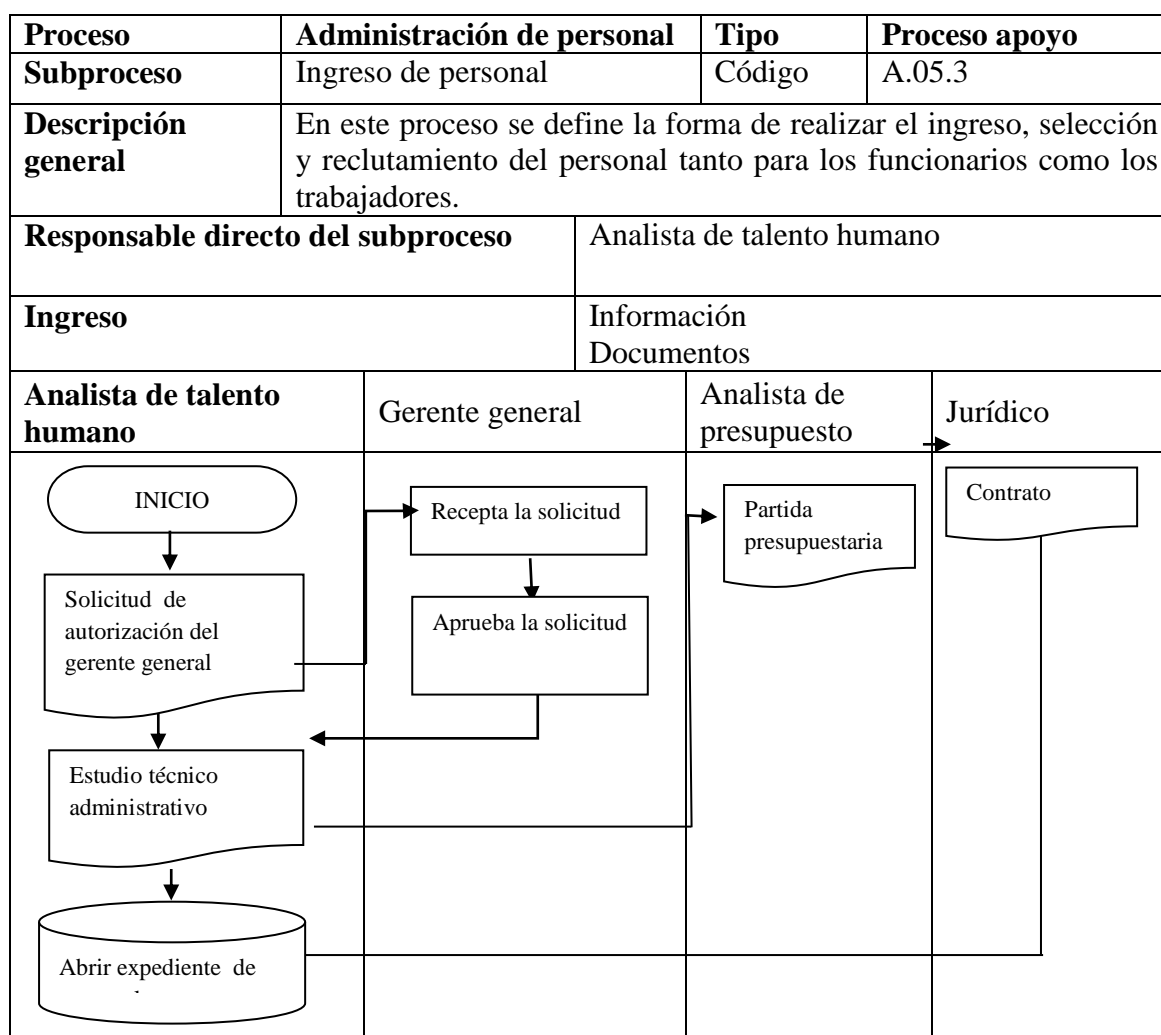 Proceso Administración de personal Tipo Proceso apoyo
Subproceso Ingreso de personal Código A.05.3
Descripción
general
En este proceso se define la forma de realizar el ingreso, selección
y reclutamiento del personal tanto para los funcionarios como los
trabajadores.
Responsable directo del subproceso Analista de talento humano
Ingreso
Información
Documentos
Analista de talento
humano
Gerente general
Analista de
presupuesto
Jurídico
INICIO
Solicitud de
autorización del
gerente general
Estudio técnico
administrativo
Abrir expediente de
Recepta la solicitud
Aprueba la solicitud
Partida
presupuestaria
Contrato